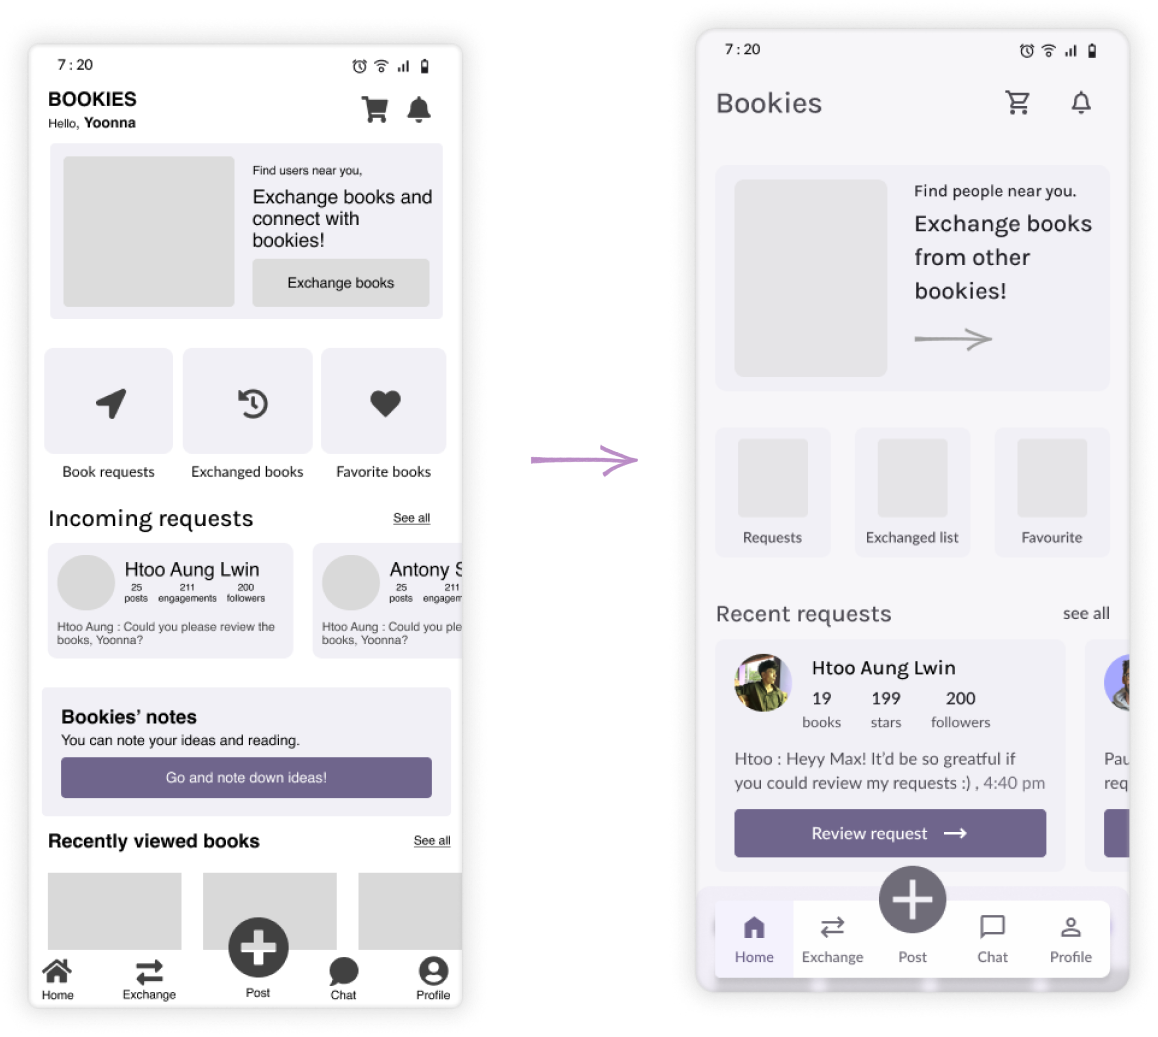 7:20
BOOKIES
Hello, Yoonna
Find users near you,
Exchange books and
connect with
bookies!
Exchange books
Book requests
Exchanged books
Favorite books
Incoming requests
See all
Htoo Aung Lwin
25
211
200
posts
engagements
followers
Htoo Aung : Could you please review the
books, Yoonna?
Antony S
25
211
posts
engagem
Htoo Aung : Could you ple
books, Yoonna?
Bookies’ notes
You can note your ideas and reading.
Go and note down ideas!
Recently viewed books
See all
Home
Exchange
Post
Chat
Profile
7:20
Bookies
Find people near you.
Exchange books
from other
bookies!
Requests
Exchanged list
Favourite
Recent requests
see all
Htoo Aung Lwin
19
199
200
books
stars
followers
Htoo : Heyy Max! It’d be so greatful if
you could review my requests :) , 4:40 pm
Review request
Pau
req
Home
Exchange
Post
Chat
Profile